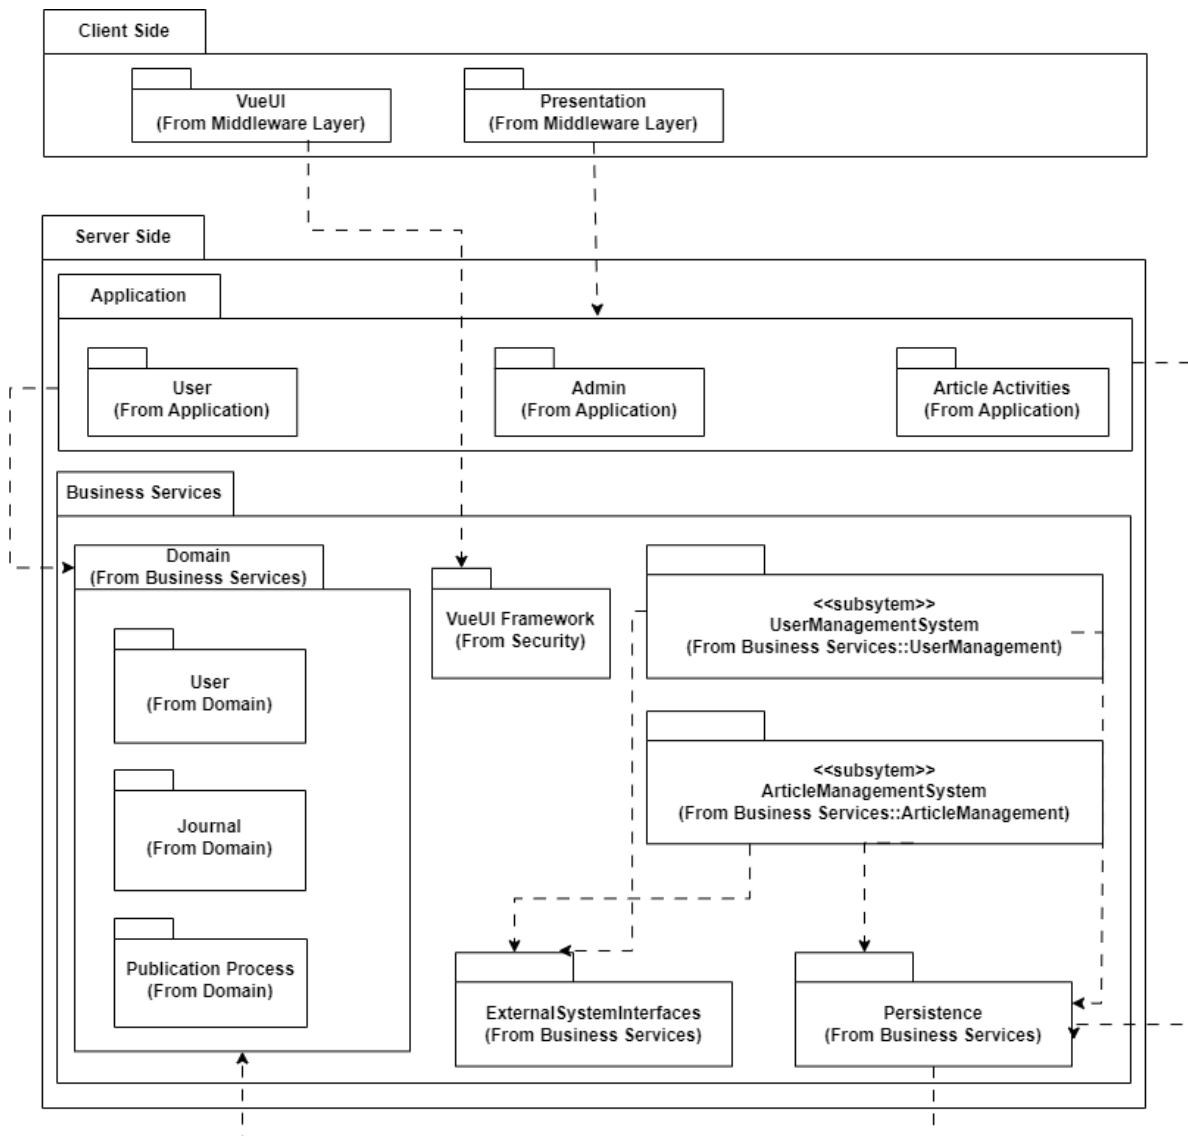 Client Side
VueUI
(From Middleware Layer)
Presentation
(From Middleware Layer)
Server Side
Application
User
(From Application)
Admin
(From Application)
Article Activities
(From Application)
Business Services
Domain
(From Business Services)
VueUI Framework
(From Security)
<<subsytem>>
UserManagementSystem
(From Business Services::UserManagement)
User
(From Domain)
<<subsytem>>
ArticleManagementSystem
(From Business Services::ArticleManagement)
Journal
(From Domain)
Publication Process
(From Domain)
ExternalSystemInterfaces
(From Business Services)
Persistence
(From Business Services)